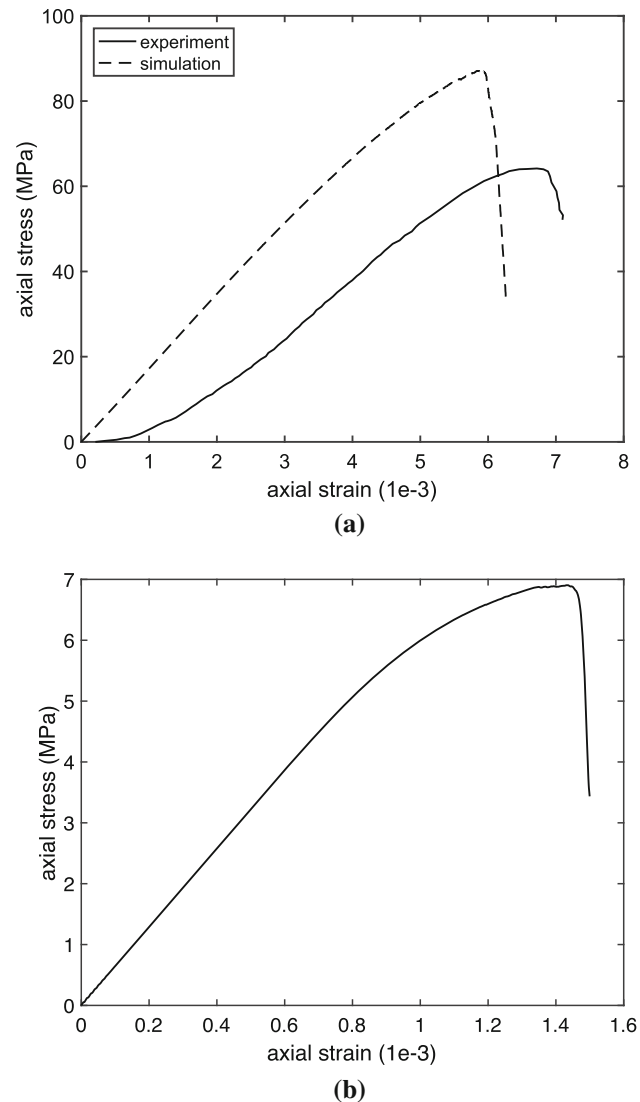 100
80
60
40
20
0
axial stress (MPa)
experiment
simulation
0 1 2 3 4 5 6 7 8
axial strain (1e-3)
(a)
7
6
5
4
3
2
1
0
axial stress (MPa)
0 0.2 0.4 0.6 0.8 1 1.2 1.4 1.6
axial strain (1e-3)
(b)